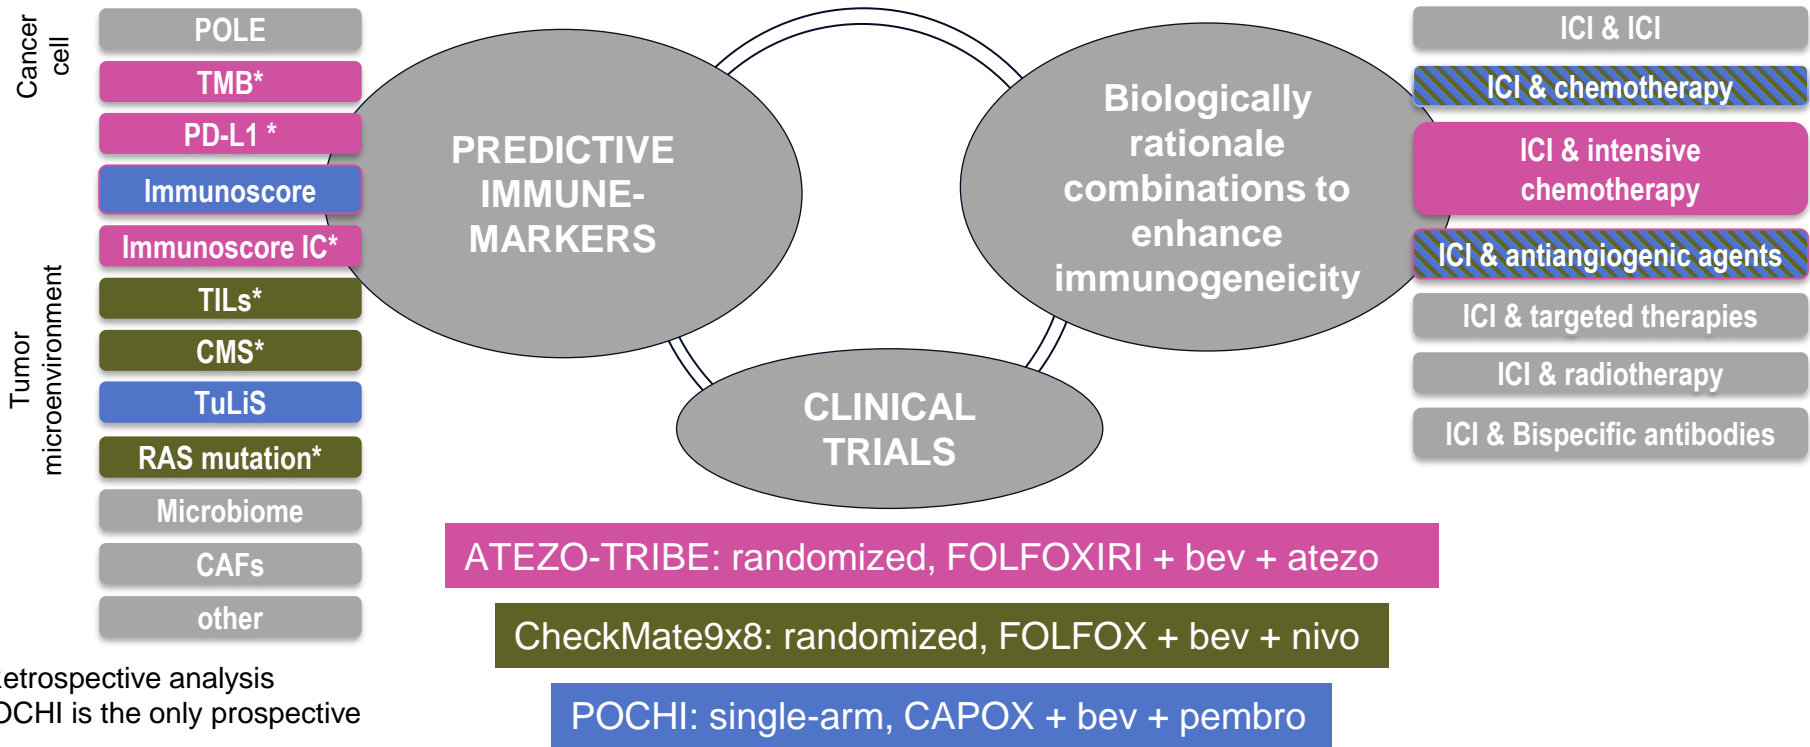 Cancer
cell
POLE
TMB*
PD-L1 *
Immunoscore
Immunoscore IC*
Tumor
microenvironment
TILs*
CMS*
TuLiS
RAS mutation*
Microbiome
CAFs
other
PREDICTIVE
IMMUNE-
MARKERS
Biologically
rationale
combinations to
enhance
immunogeneicity
CLINICAL
TRIALS
ICI & ICI
ICI & chemotherapy
ICI & intensive
chemotherapy
ICI & antiangiogenic agents
ICI & targeted therapies
ICI & radiotherapy
ICI & Bispecific antibodies
ATEZO-TRIBE: randomized, FOLFOXIRI + bev + atezo
CheckMate9x8: randomized, FOLFOX + bev + nivo
POCHI: single-arm, CAPOX + bev + pembro
etrospective analysis
OCHI is the only prospective